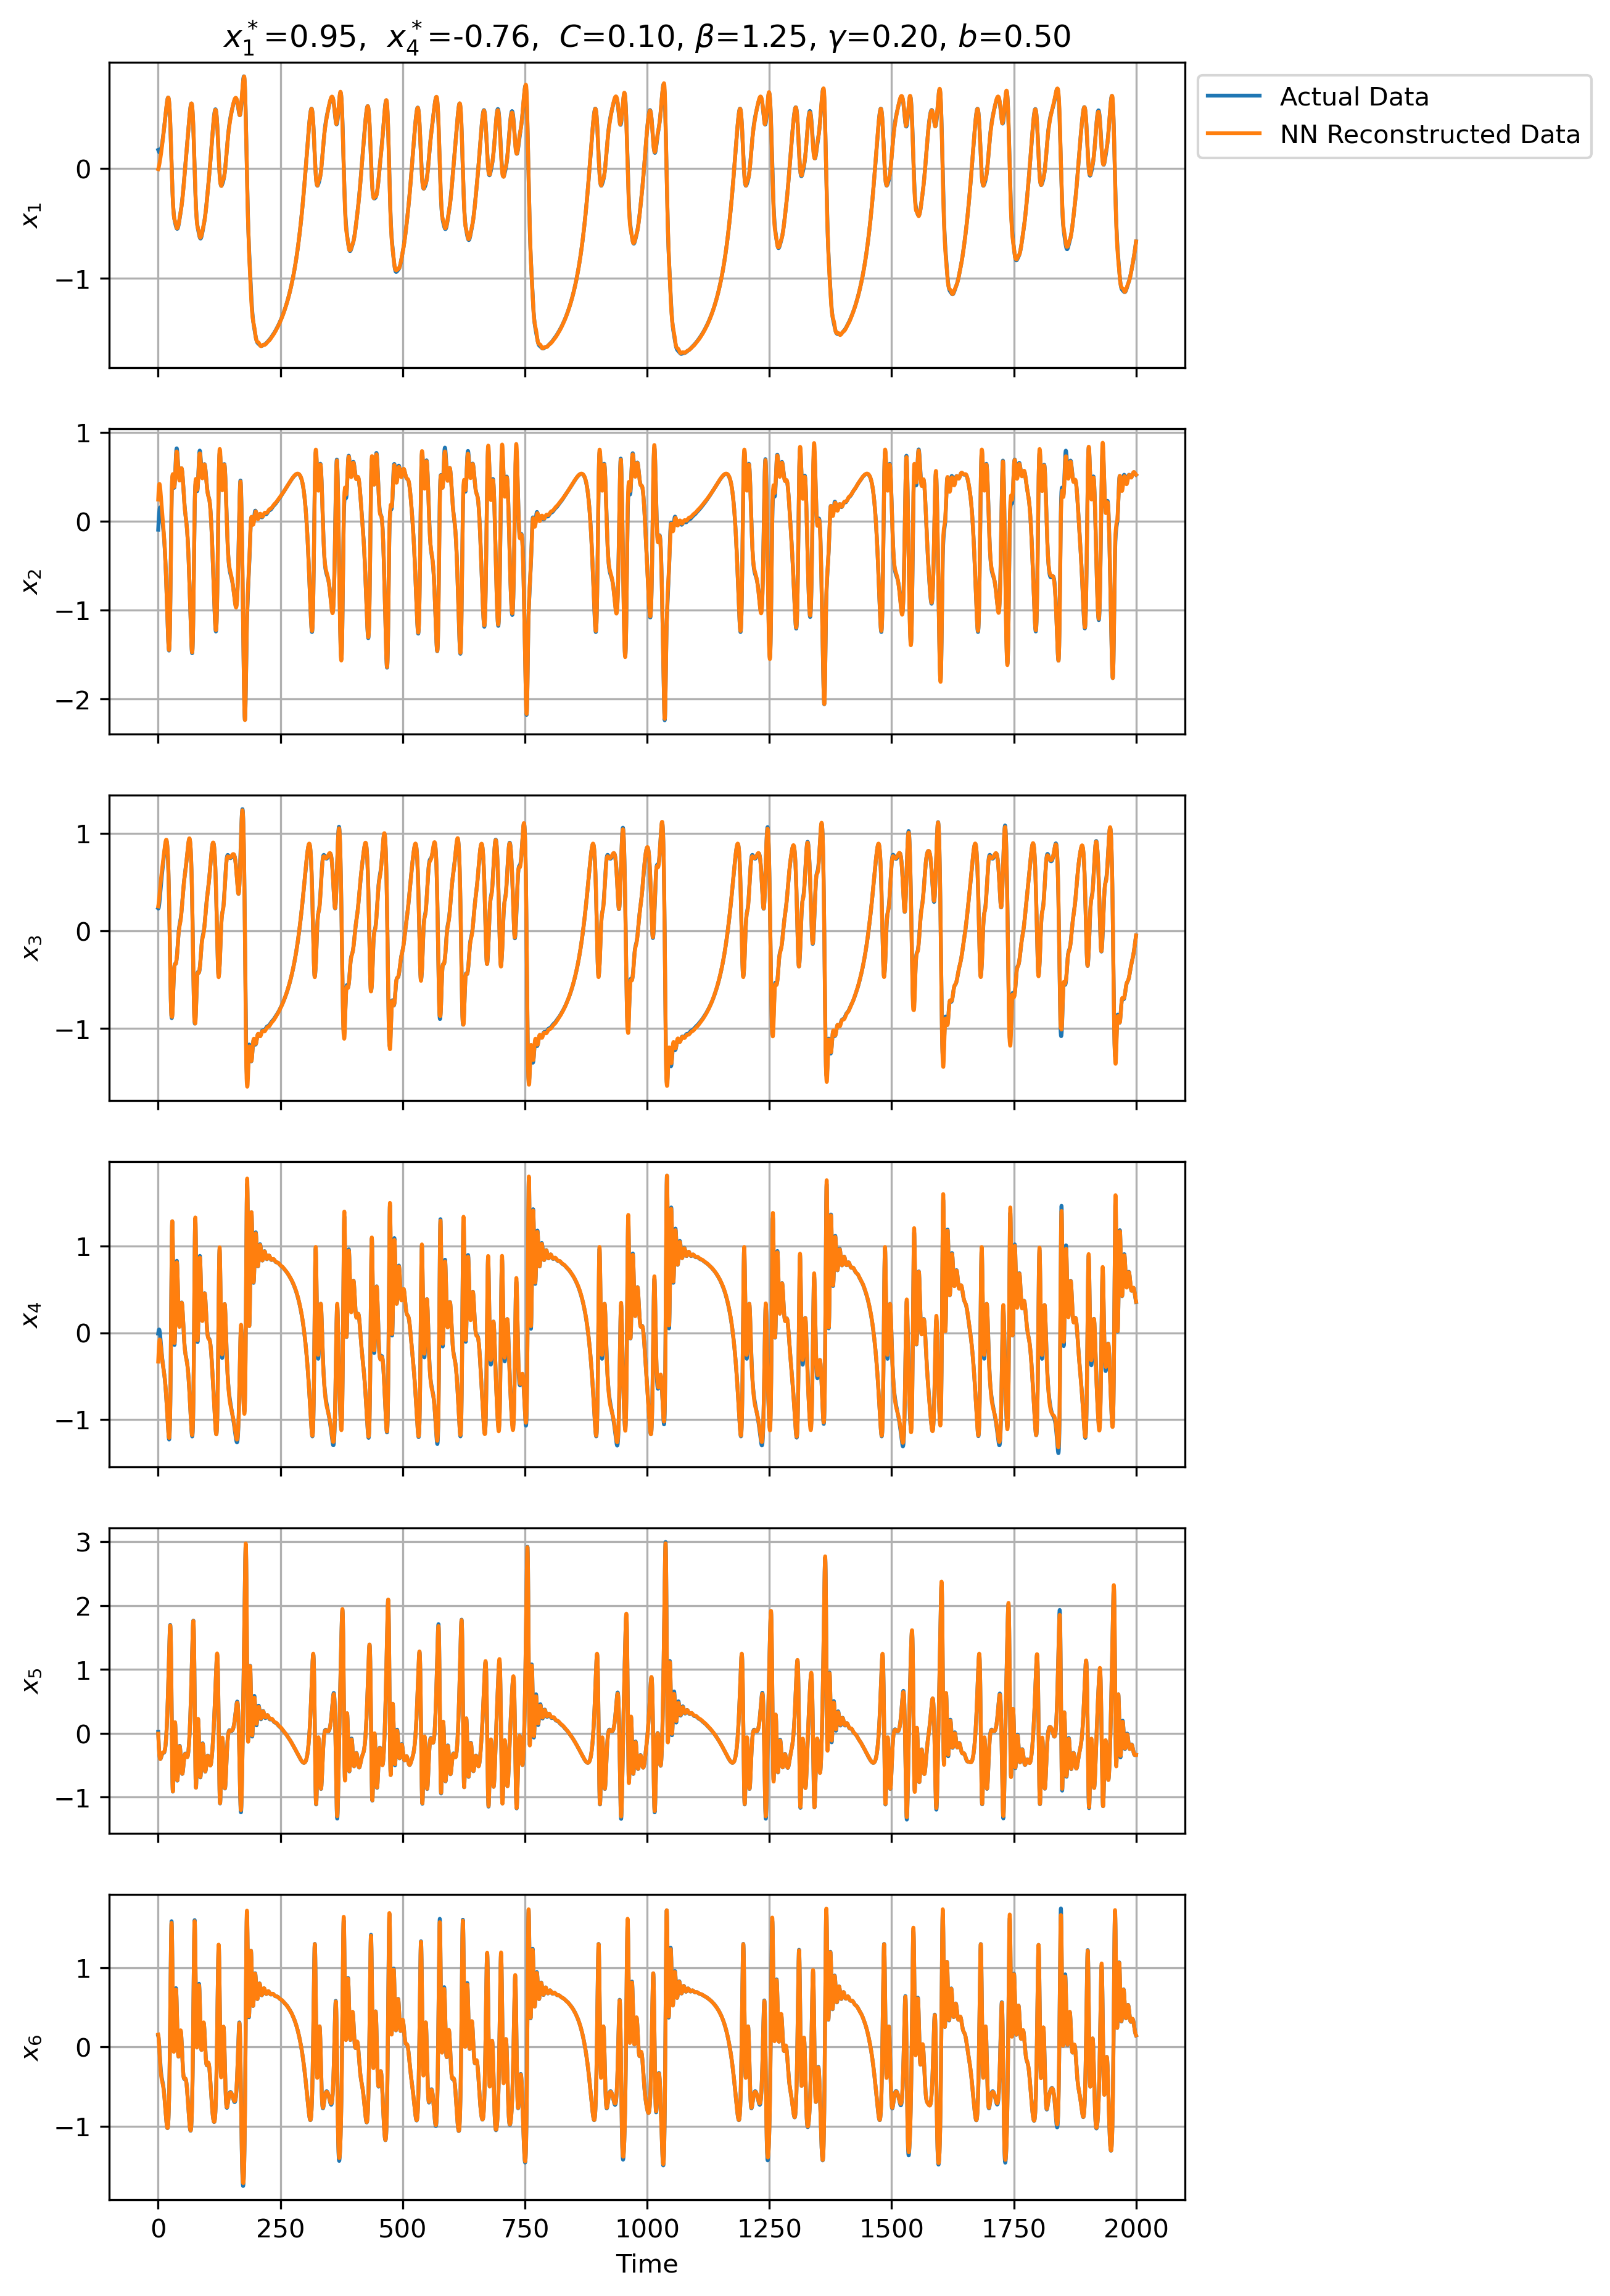 x₁*=0.95, x₄*=-0.76, C=0.10, β=1.25, γ=0.20, b=0.50
Actual Data
NN Reconstructed Data
0
−1
x₁
1
0
−1
−2
x₂
1
0
−1
x₃
1
0
−1
x₄
3
2
1
0
−1
x₅
1
0
−1
x₆
0 250 500 750 1000 1250 1500 1750 2000
Time